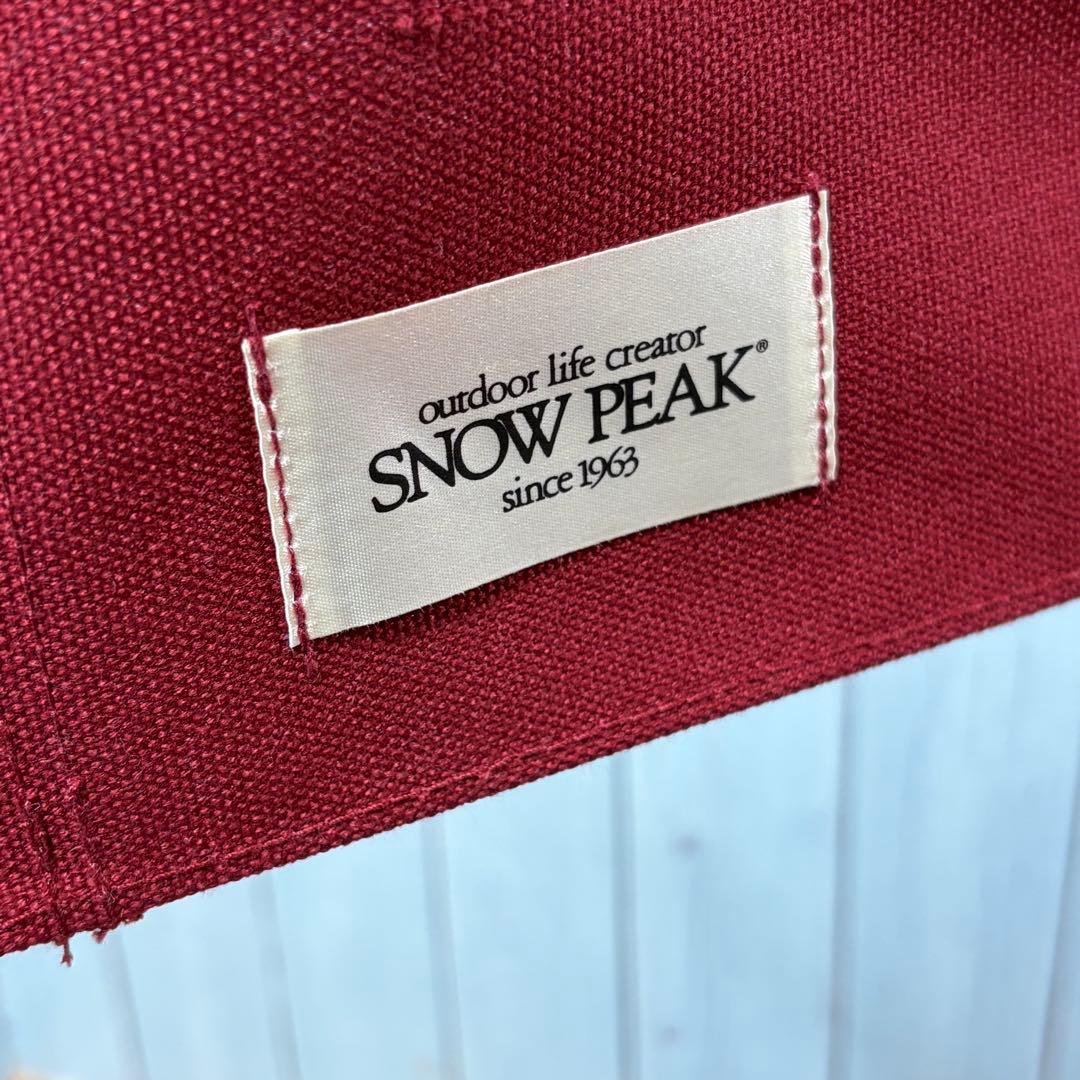 outdoor life creator
SNOW PEAK®
since 1963